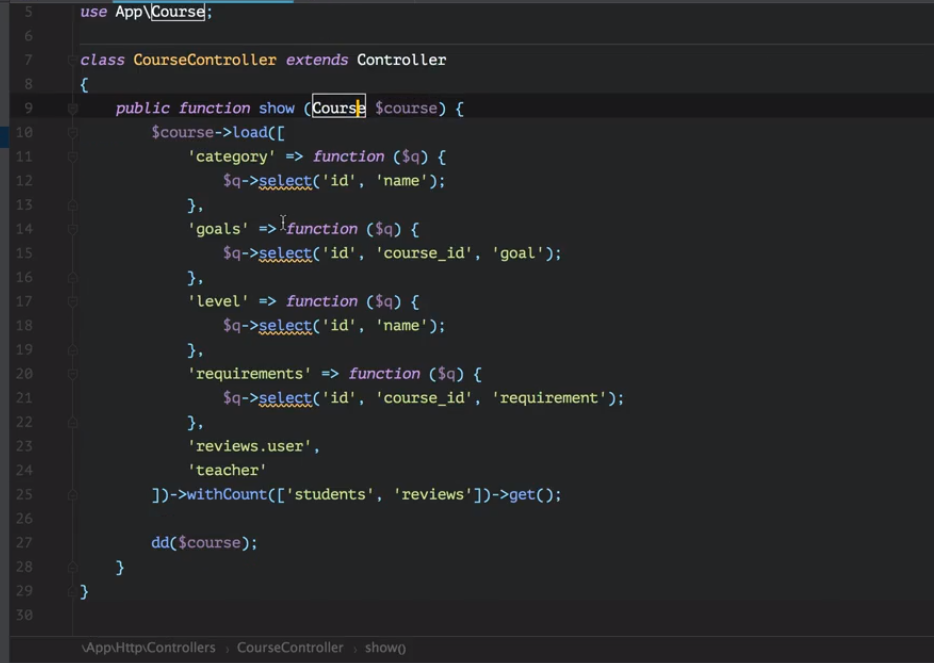 5 use App\Course;
6
7 class CourseController extends Controller
8 {
9 public function show (Course $course) {
10 $course->load([
11 'category' => function ($q) {
12 $q->select('id', 'name');
13 },
14 'goals' => function ($q) {
15 $q->select('id', 'course_id', 'goal');
16 },
17 'level' => function ($q) {
18 $q->select('id', 'name');
19 },
20 'requirements' => function ($q) {
21 $q->select('id', 'course_id', 'requirement');
22 },
23 'reviews.user',
24 'teacher'
25 ])->withCount(['students', 'reviews'])->get();
26
27 dd($course);
28 }
29 }
30
\App\Http\Controllers › CourseController › show()